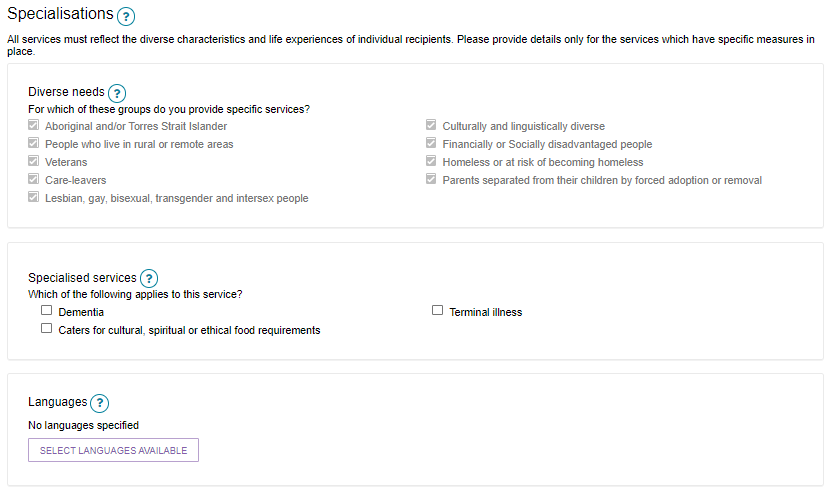 Specialisations ?
All services must reflect the diverse characteristics and life experiences of individual recipients. Please provide details only for the services which have specific measures in
place.
Diverse needs ?
For which of these groups do you provide specific services?
Aboriginal and/or Torres Strait Islander
Culturally and linguistically diverse
People who live in rural or remote areas
Financially or Socially disadvantaged people
Veterans
Homeless or at risk of becoming homeless
Care-leavers
Parents separated from their children by forced adoption or removal
Lesbian, gay, bisexual, transgender and intersex people
Specialised services ?
Which of the following applies to this service?
Dementia
Terminal illness
Caters for cultural, spiritual or ethical food requirements
Languages ?
No languages specified
SELECT LANGUAGES AVAILABLE